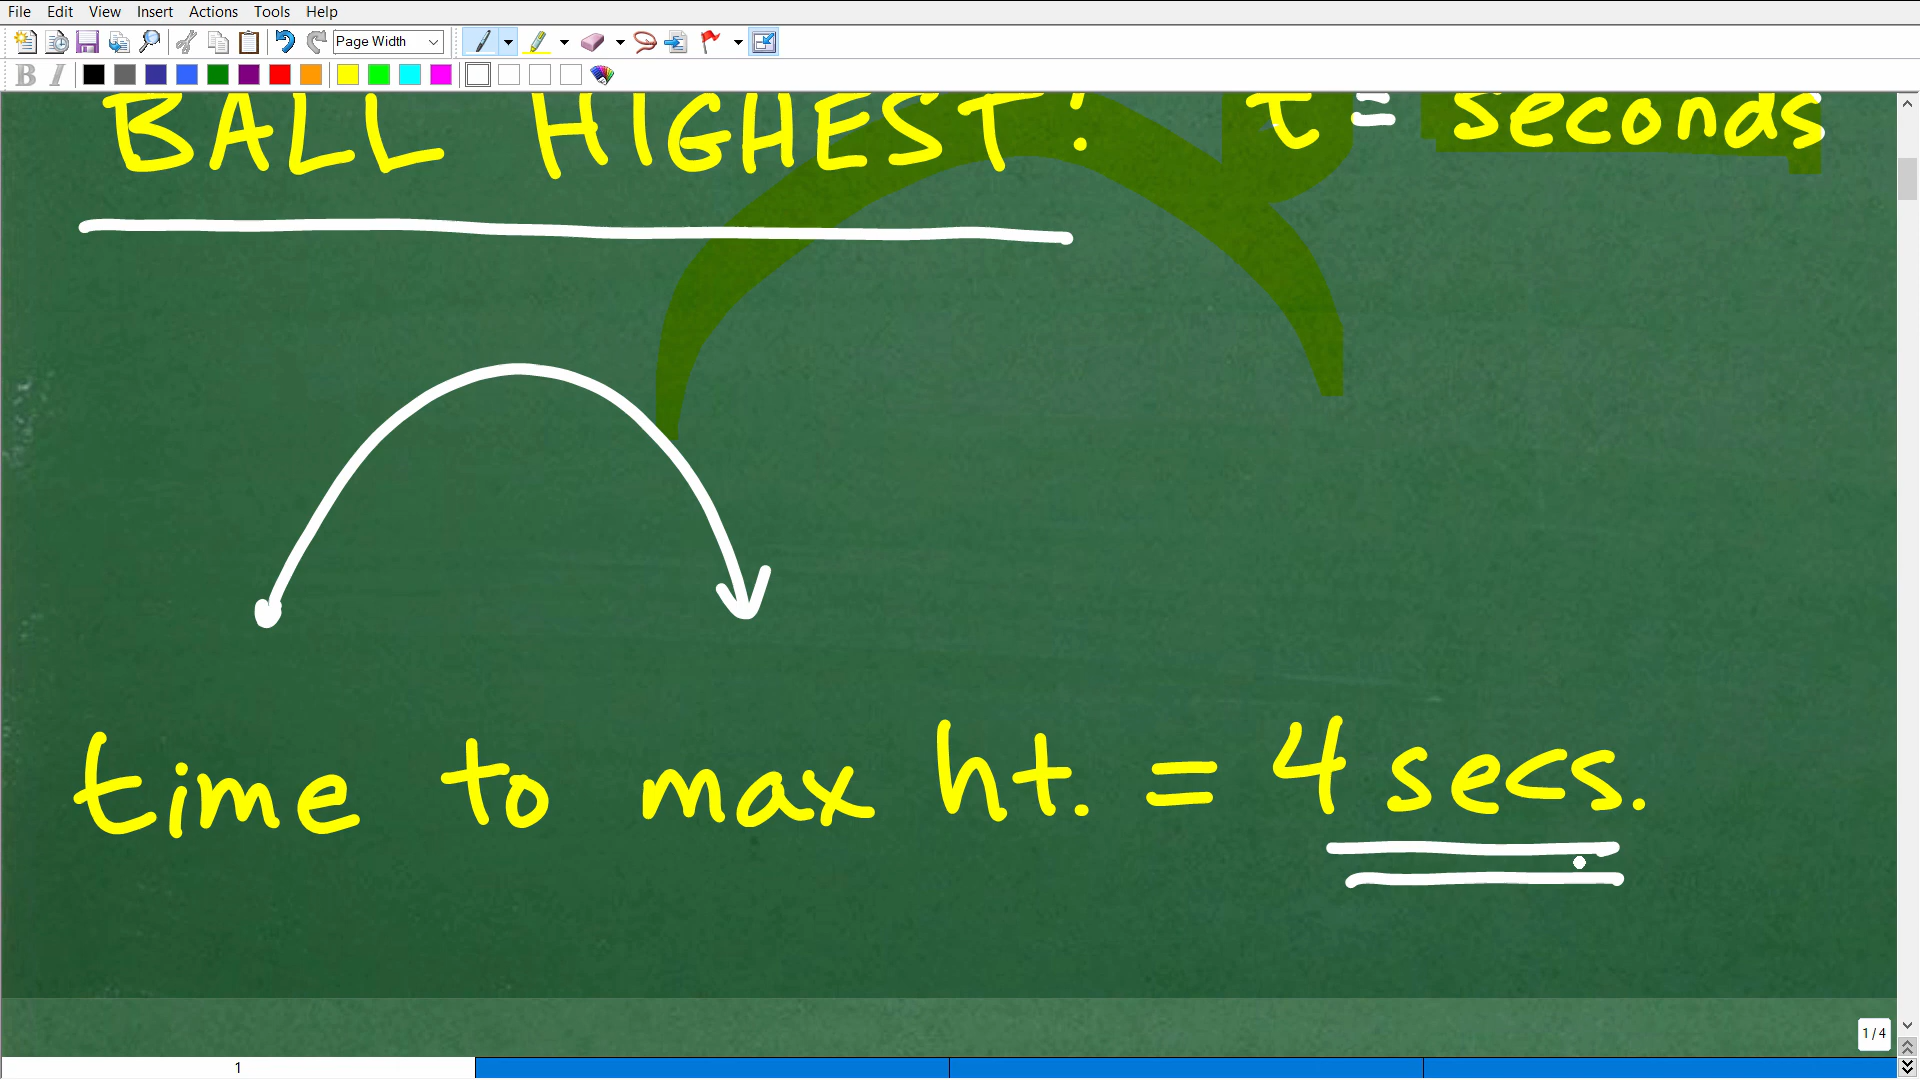 File Edit View Insert Actions Tools Help
Page Width
B I
BALL HIGHEST? t = seconds
time to max ht. = 4 secs.
1 / 4
1